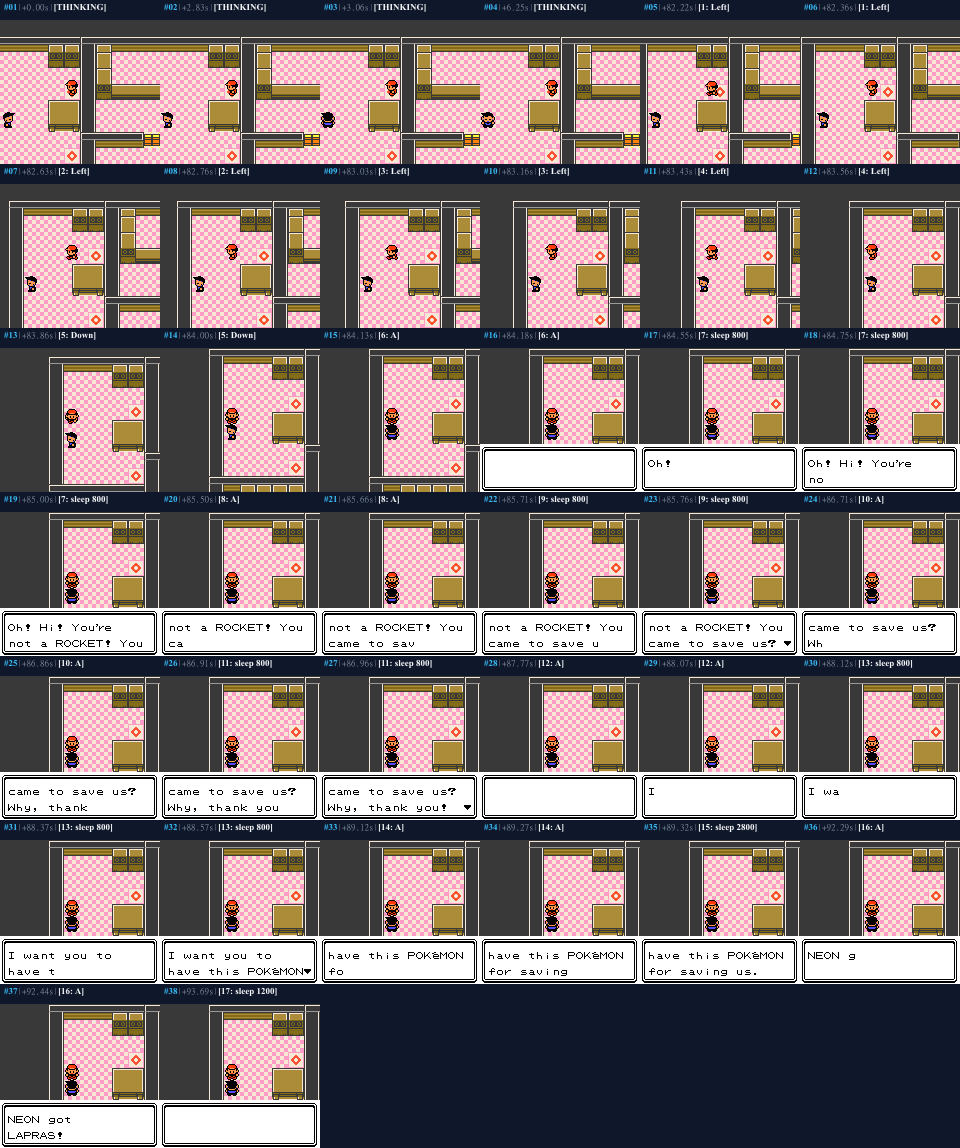 #01|+0.00s| [THINKING]
#02|+2.83s| [THINKING]
#03|+3.06s| [THINKING]
#04|+6.25s| [THINKING]
#05|+82.22s| [1: Left]
#06|+82.36s| [1: Left]
#07|+82.63s| [2: Left]
#08|+82.76s| [2: Left]
#09|+83.03s| [3: Left]
#10|+83.16s| [3: Left]
#11|+83.43s| [4: Left]
#12|+83.56s| [4: Left]
#13|+83.86s| [5: Down]
#14|+84.00s| [5: Down]
#15|+84.13s| [6: A]
#16|+84.18s| [6: A]
#17|+84.55s| [7: sleep 800]
#18|+84.75s| [7: sleep 800]
Oh!
Oh! Hi! You're
no
#19|+85.00s| [7: sleep 800]
#20|+85.50s| [8: A]
#21|+85.66s| [8: A]
#22|+85.71s| [9: sleep 800]
#23|+85.76s| [9: sleep 800]
#24|+86.71s| [10: A]
Oh! Hi! You're
not a ROCKET! You
not a ROCKET! You
ca
not a ROCKET! You
came to sav
not a ROCKET! You
came to save u
not a ROCKET! You
came to save us? ▼
came to save us?
Wh
#25|+86.86s| [10: A]
#26|+86.91s| [11: sleep 800]
#27|+86.96s| [11: sleep 800]
#28|+87.77s| [12: A]
#29|+88.07s| [12: A]
#30|+88.12s| [13: sleep 800]
came to save us?
Why, thank
came to save us?
Why, thank you
came to save us?
Why, thank you! ▼
I
I wa
#31|+88.37s| [13: sleep 800]
#32|+88.57s| [13: sleep 800]
#33|+89.12s| [14: A]
#34|+89.27s| [14: A]
#35|+89.32s| [15: sleep 2800]
#36|+92.29s| [16: A]
I want you to
have t
I want you to
have this POKéMON▼
have this POKéMON
fo
have this POKéMON
for saving
have this POKéMON
for saving us.
NEON g
#37|+92.44s| [16: A]
#38|+93.69s| [17: sleep 1200]
NEON got
LAPRAS!